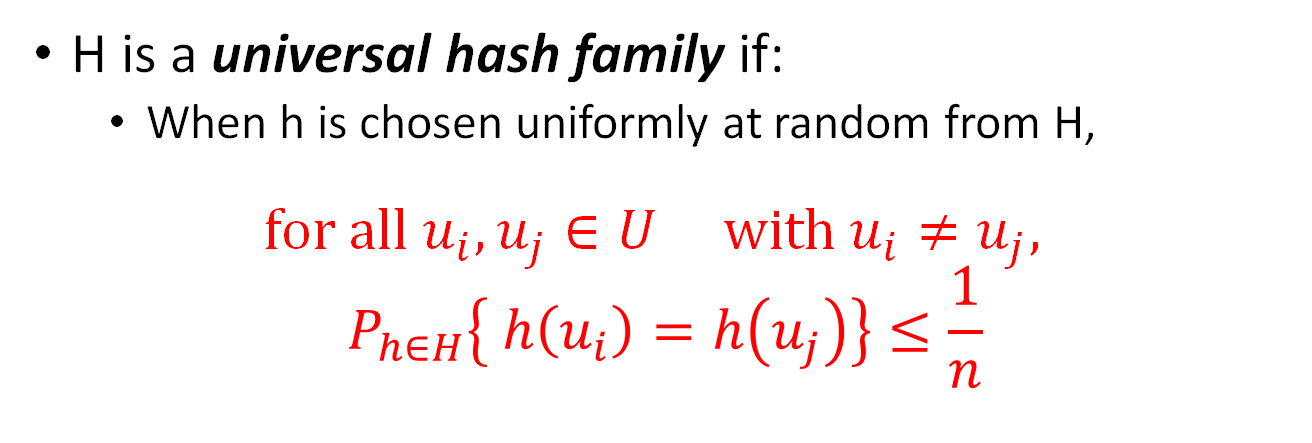 • H is a universal hash family if:
• When h is chosen uniformly at random from H,
for all uᵢ, uⱼ ∈ U with uᵢ ≠ uⱼ,
P_{h∈H}{ h(uᵢ) = h(uⱼ)} ≤ 1/n